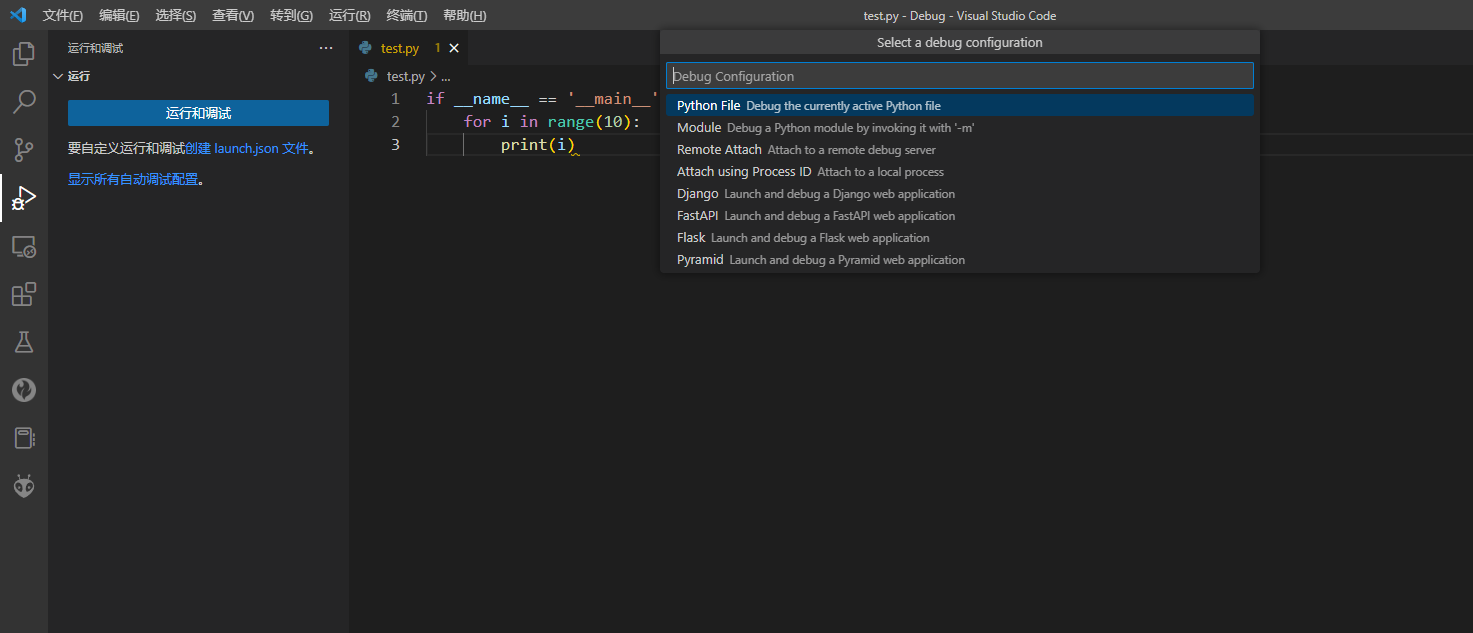 文件(F) 编辑(E) 选择(S) 查看(V) 转到(G) 运行(R) 终端(T) 帮助(H) test.py - Debug - Visual Studio Code
运行和调试 ···
运行
运行和调试
要自定义运行和调试创建 launch.json 文件。
显示所有自动调试配置。
test.py 1
test.py > ...
1 if __name__ == '__main__'
2 for i in range(10):
3 print(i)
Select a debug configuration
Debug Configuration
Python File Debug the currently active Python file
Module Debug a Python module by invoking it with '-m'
Remote Attach Attach to a remote debug server
Attach using Process ID Attach to a local process
Django Launch and debug a Django web application
FastAPI Launch and debug a FastAPI web application
Flask Launch and debug a Flask web application
Pyramid Launch and debug a Pyramid web application